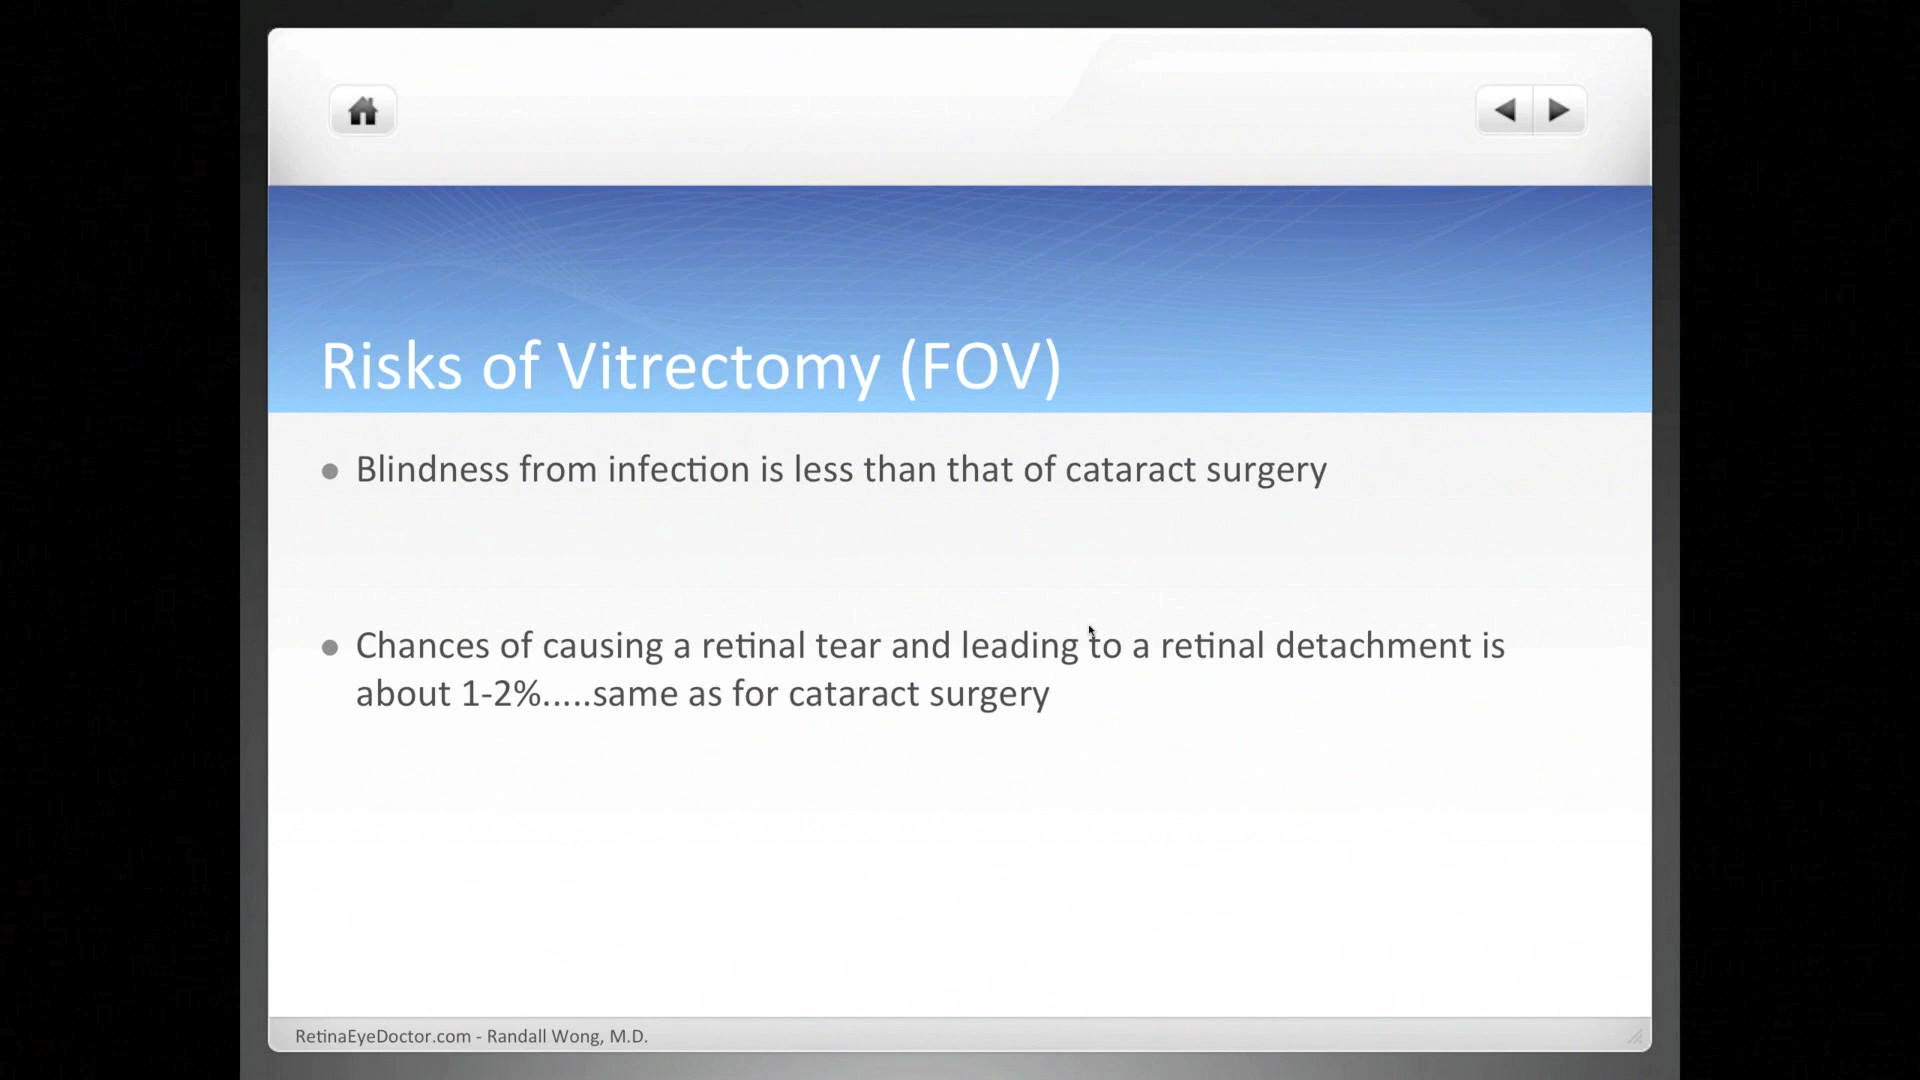 Risks of Vitrectomy (FOV)
Blindness from infection is less than that of cataract surgery
Chances of causing a retinal tear and leading to a retinal detachment is
about 1-2%.....same as for cataract surgery
RetinaEyeDoctor.com - Randall Wong, M.D.